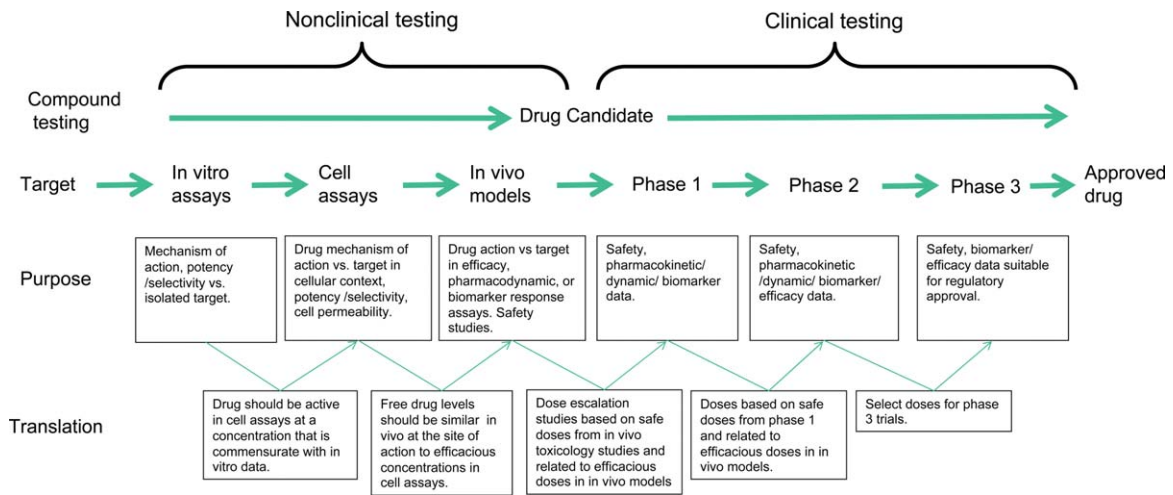 Nonclinical testing
Clinical testing
Compound
testing
Drug Candidate
Target
In vitro
assays
Cell
assays
In vivo
models
Phase 1
Phase 2
Phase 3
Approved
drug
Purpose
Mechanism of
action, potency
/selectivity vs.
isolated target.
Drug mechanism of
action vs. target in
cellular context,
potency /selectivity,
cell permeability.
Drug action vs target
in efficacy,
pharmacodynamic, or
biomarker response
assays. Safety
studies.
Safety,
pharmacokinetic/
dynamic/ biomarker
data.
Safety,
pharmacokinetic
/dynamic/ biomarker/
efficacy data.
Safety, biomarker/
efficacy data suitable
for regulatory
approval.
Translation
Drug should be active
in cell assays at a
concentration that is
commensurate with in
vitro data.
Free drug levels
should be similar in
vivo at the site of
action to efficacious
concentrations in
cell assays.
Dose escalation
studies based on safe
doses from in vivo
toxicology studies and
related to efficacious
doses in in vivo models
Doses based on safe
doses from phase 1
and related to
efficacious doses in in
vivo models.
Select doses for phase
3 trials.